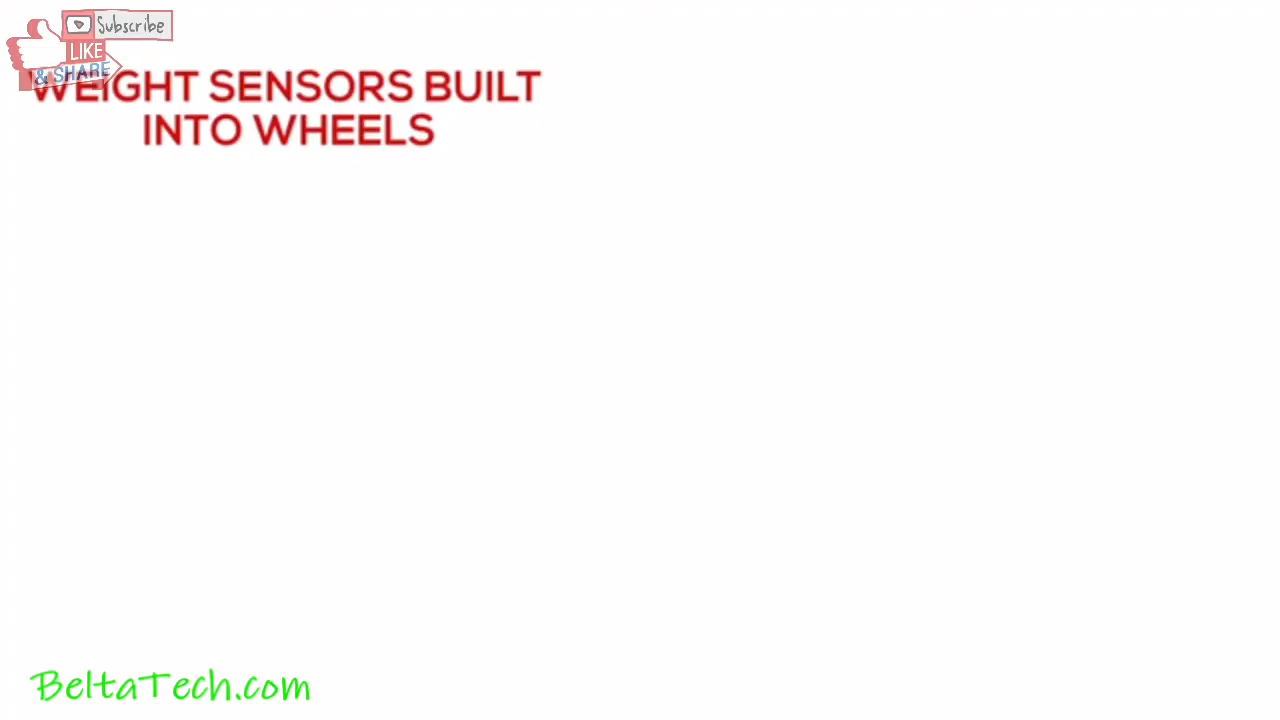 Subscribe
LIKE
& SHARE
WEIGHT SENSORS BUILT
INTO WHEELS
BeltaTech.com